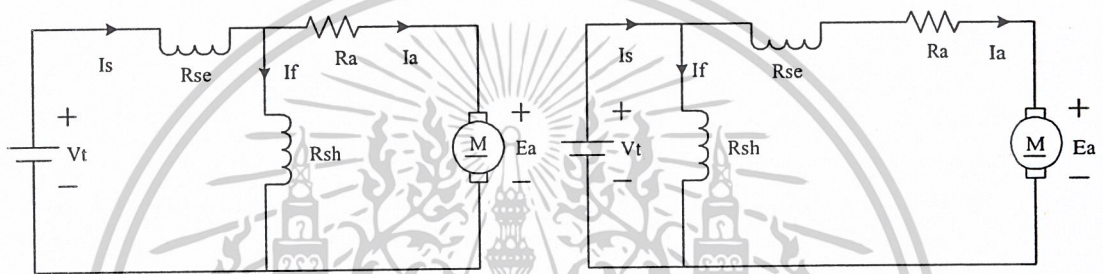 Is
Rse
If
Ra
Ia
+
Vt
−
Rsh
M
+
Ea
−
Is
If
Rse
Ra
Ia
+
Vt
−
Rsh
M
+
Ea
−